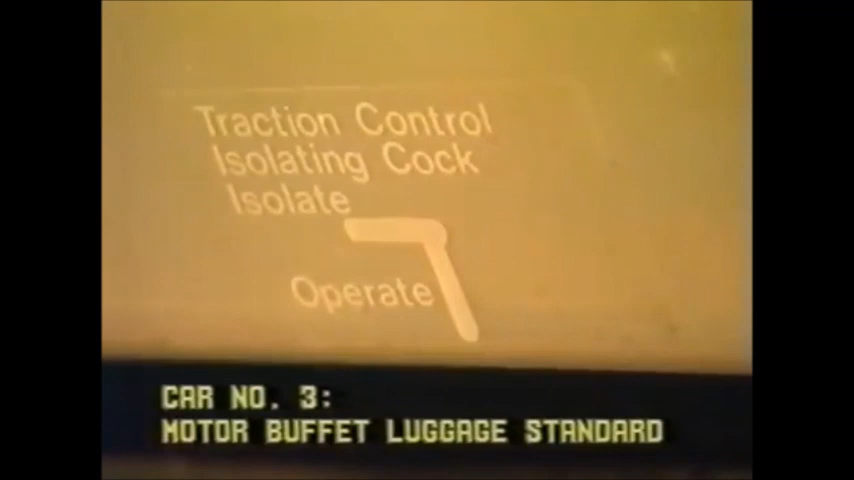 Traction Control
Isolating Cock
Isolate
Operate
CAR NO. 3:
MOTOR BUFFET LUGGAGE STANDARD